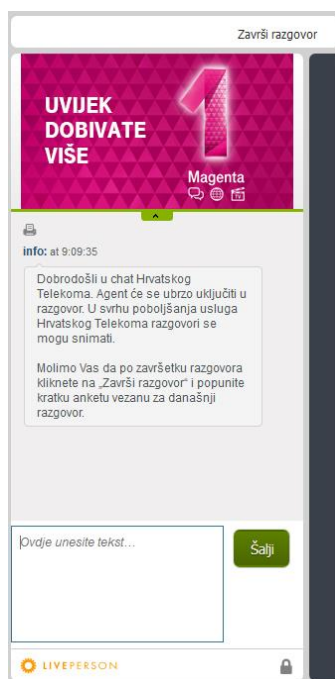 Završi razgovor
UVIJEK
DOBIVATE
VIŠE
1
Magenta
TV
info: at 9:09:35
Dobrodošli u chat Hrvatskog
Telekoma. Agent će se ubrzo uključiti u
razgovor. U svrhu poboljšanja usluga
Hrvatskog Telekoma razgovori se
mogu snimati.
Molimo Vas da po završetku razgovora
kliknete na „Završi razgovor“ i popunite
kratku anketu vezanu za današnji
razgovor.
Ovdje unesite tekst…
Šalji
LIVEPERSON